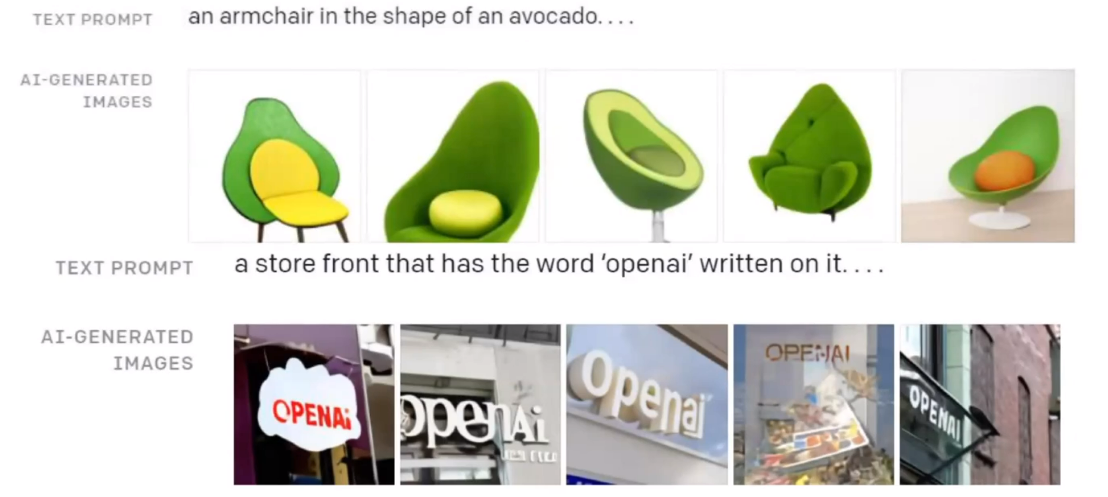 TEXT PROMPT an armchair in the shape of an avocado. . . .
AI-GENERATED
IMAGES
TEXT PROMPT a store front that has the word ‘openai’ written on it. . . .
AI-GENERATED
IMAGES
OPENAi
openAi
Openai
OPENAI
OPENAI